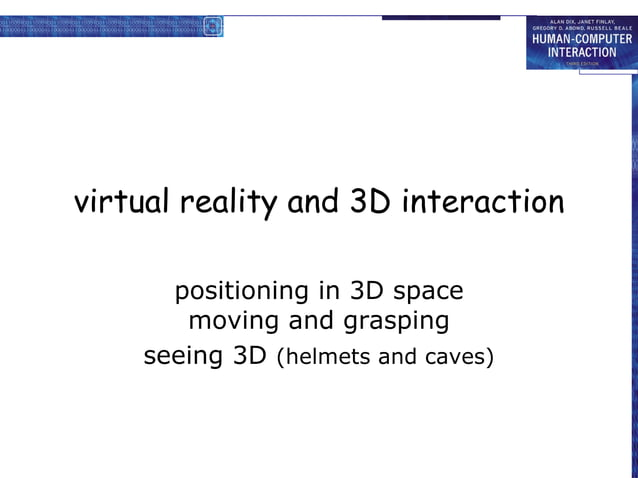 ALAN DIX, JANET FINLAY,
GREGORY D. ABOWD, RUSSELL BEALE
HUMAN-COMPUTER
INTERACTION
THIRD EDITION
virtual reality and 3D interaction
positioning in 3D space
moving and grasping
seeing 3D (helmets and caves)